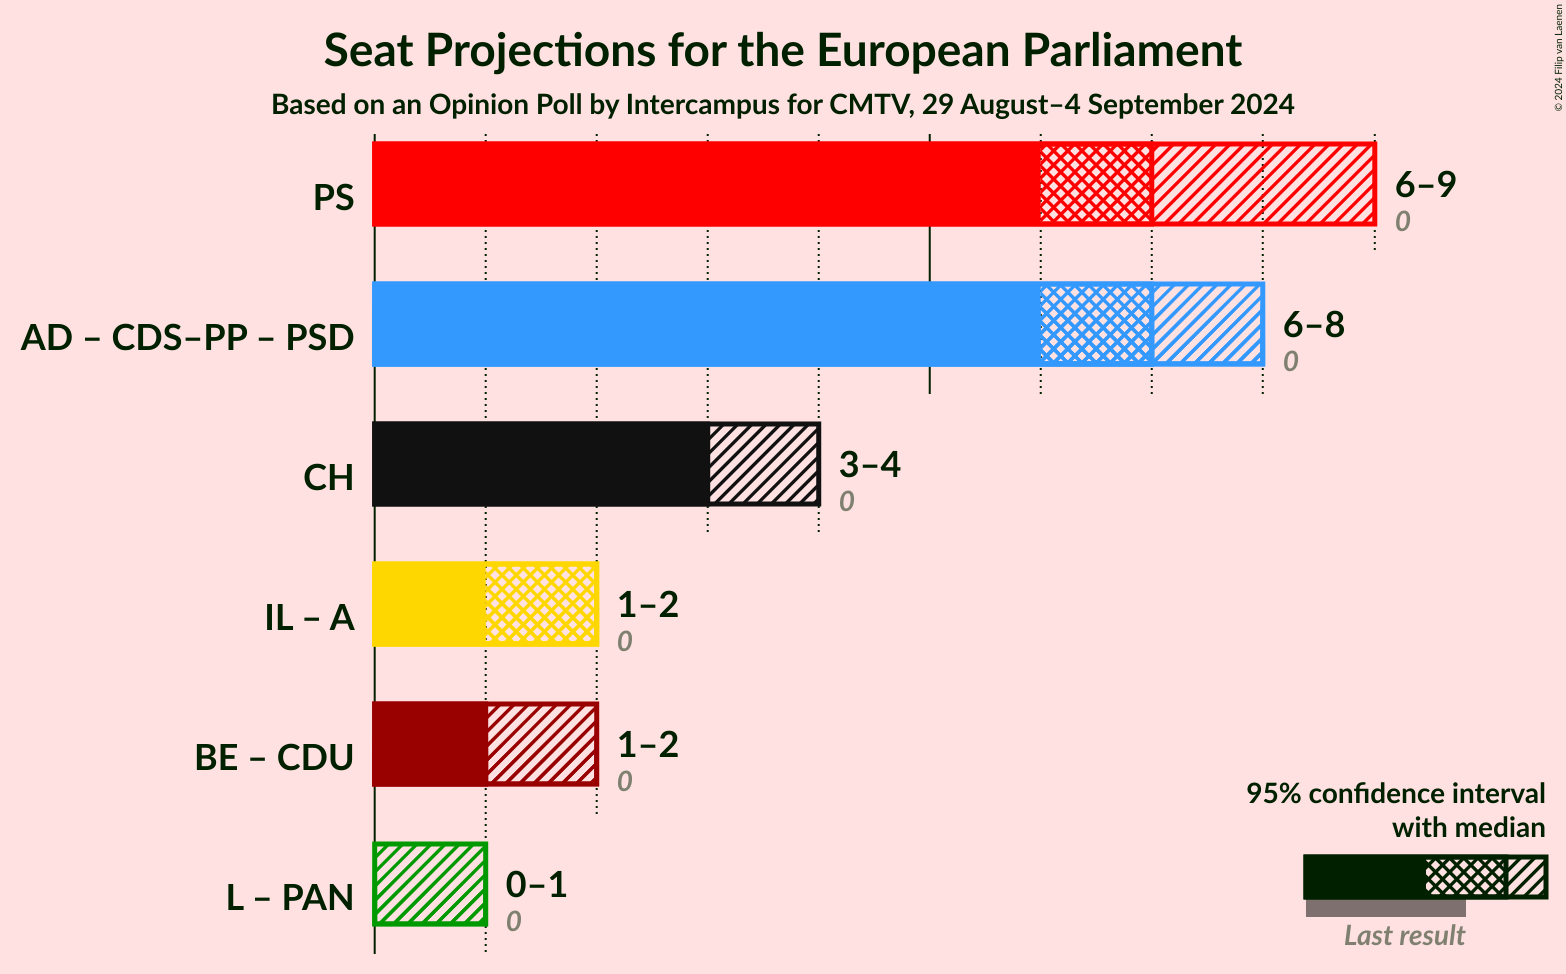 Seat Projections for the European Parliament
Based on an Opinion Poll by Intercampus for CMTV, 29 August–4 September 2024
© 2024 Filip van Laenen
PS
6–9
0
AD – CDS–PP – PSD
6–8
0
CH
3–4
0
IL – A
1–2
0
BE – CDU
1–2
0
L – PAN
0–1
0
95% confidence interval
with median
Last result